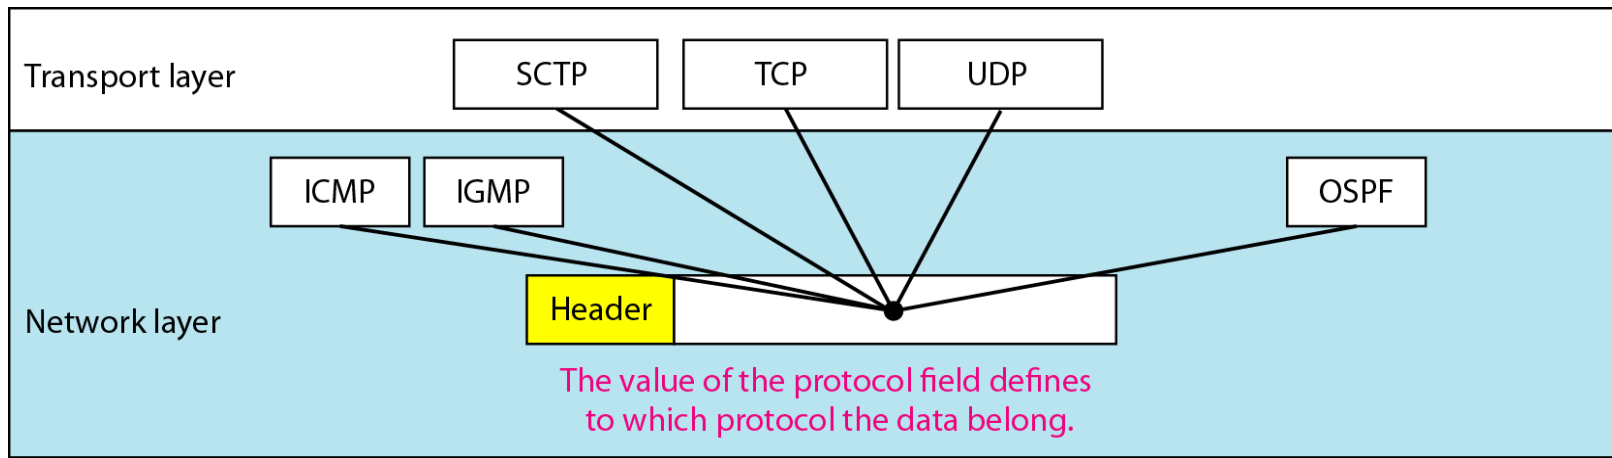 Transport layer
SCTP
TCP
UDP
ICMP
IGMP
OSPF
Network layer
Header
The value of the protocol field defines
to which protocol the data belong.